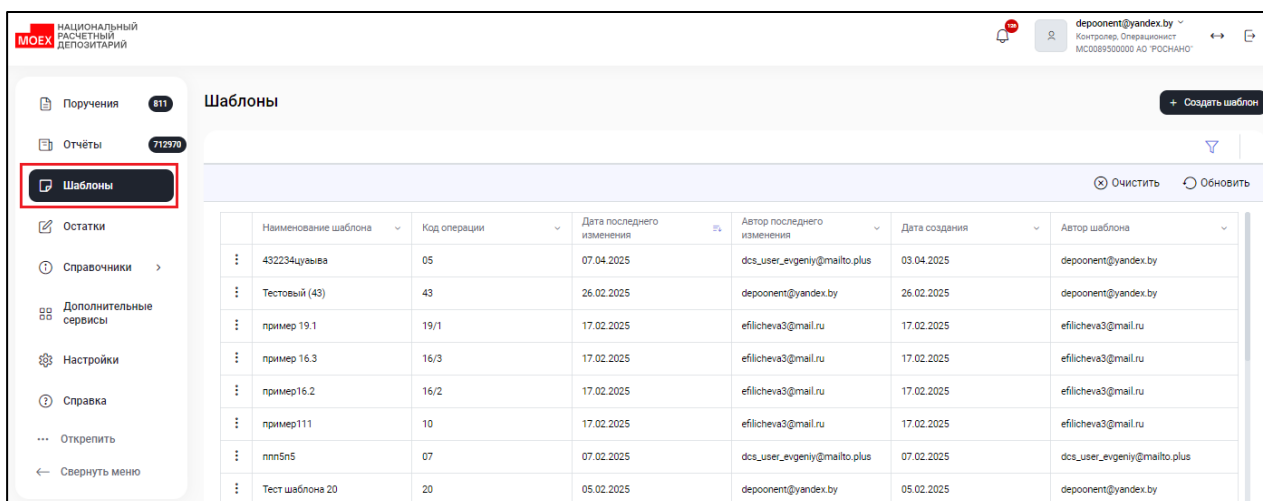 НАЦИОНАЛЬНЫЙ
MOEX РАСЧЕТНЫЙ
ДЕПОЗИТАРИЙ
126
depoonent@yandex.by
Контролер, Операционист
MC0089500000 АО "РОСНАНО"
Поручения 811
Отчёты 712970
Шаблоны
Остатки
Справочники
Дополнительные
сервисы
Настройки
Справка
Открепить
Свернуть меню
Шаблоны
+ Создать шаблон
Очистить Обновить
Наименование шаблона Код операции Дата последнего изменения Автор последнего изменения Дата создания Автор шаблона
432234цуаыва 05 07.04.2025 dcs_user_evgeniy@mailto.plus 03.04.2025 depoonent@yandex.by
Тестовый (43) 43 26.02.2025 depoonent@yandex.by 26.02.2025 depoonent@yandex.by
пример 19.1 19/1 17.02.2025 efilicheva3@mail.ru 17.02.2025 efilicheva3@mail.ru
пример 16.3 16/3 17.02.2025 efilicheva3@mail.ru 17.02.2025 efilicheva3@mail.ru
пример16.2 16/2 17.02.2025 efilicheva3@mail.ru 17.02.2025 efilicheva3@mail.ru
пример111 10 17.02.2025 efilicheva3@mail.ru 17.02.2025 efilicheva3@mail.ru
ппп5п5 07 07.02.2025 dcs_user_evgeniy@mailto.plus 07.02.2025 dcs_user_evgeniy@mailto.plus
Тест шаблона 20 20 05.02.2025 depoonent@yandex.by 05.02.2025 depoonent@yandex.by